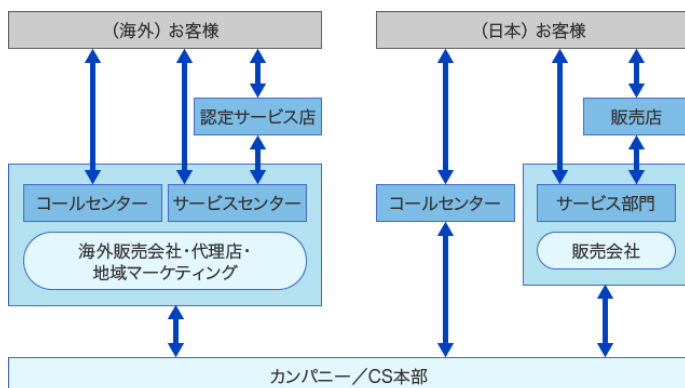 (海外) お客様
(日本) お客様
認定サービス店
販売店
コールセンター
サービスセンター
コールセンター
サービス部門
海外販売会社・代理店・
地域マーケティング
販売会社
カンパニー／CS本部